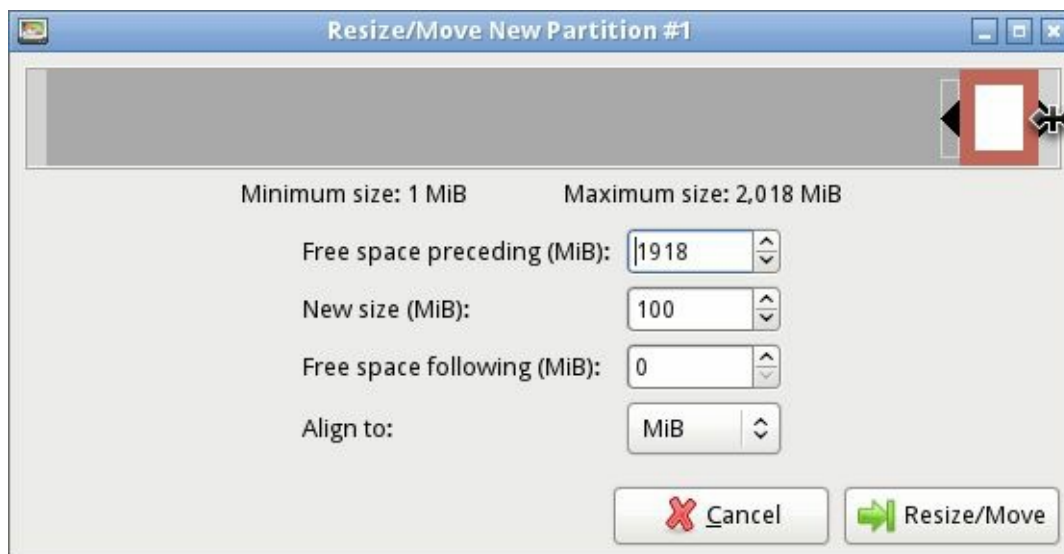 Resize/Move New Partition #1
Minimum size: 1 MiB Maximum size: 2,018 MiB
Free space preceding (MiB): 1918
New size (MiB): 100
Free space following (MiB): 0
Align to: MiB
Cancel Resize/Move